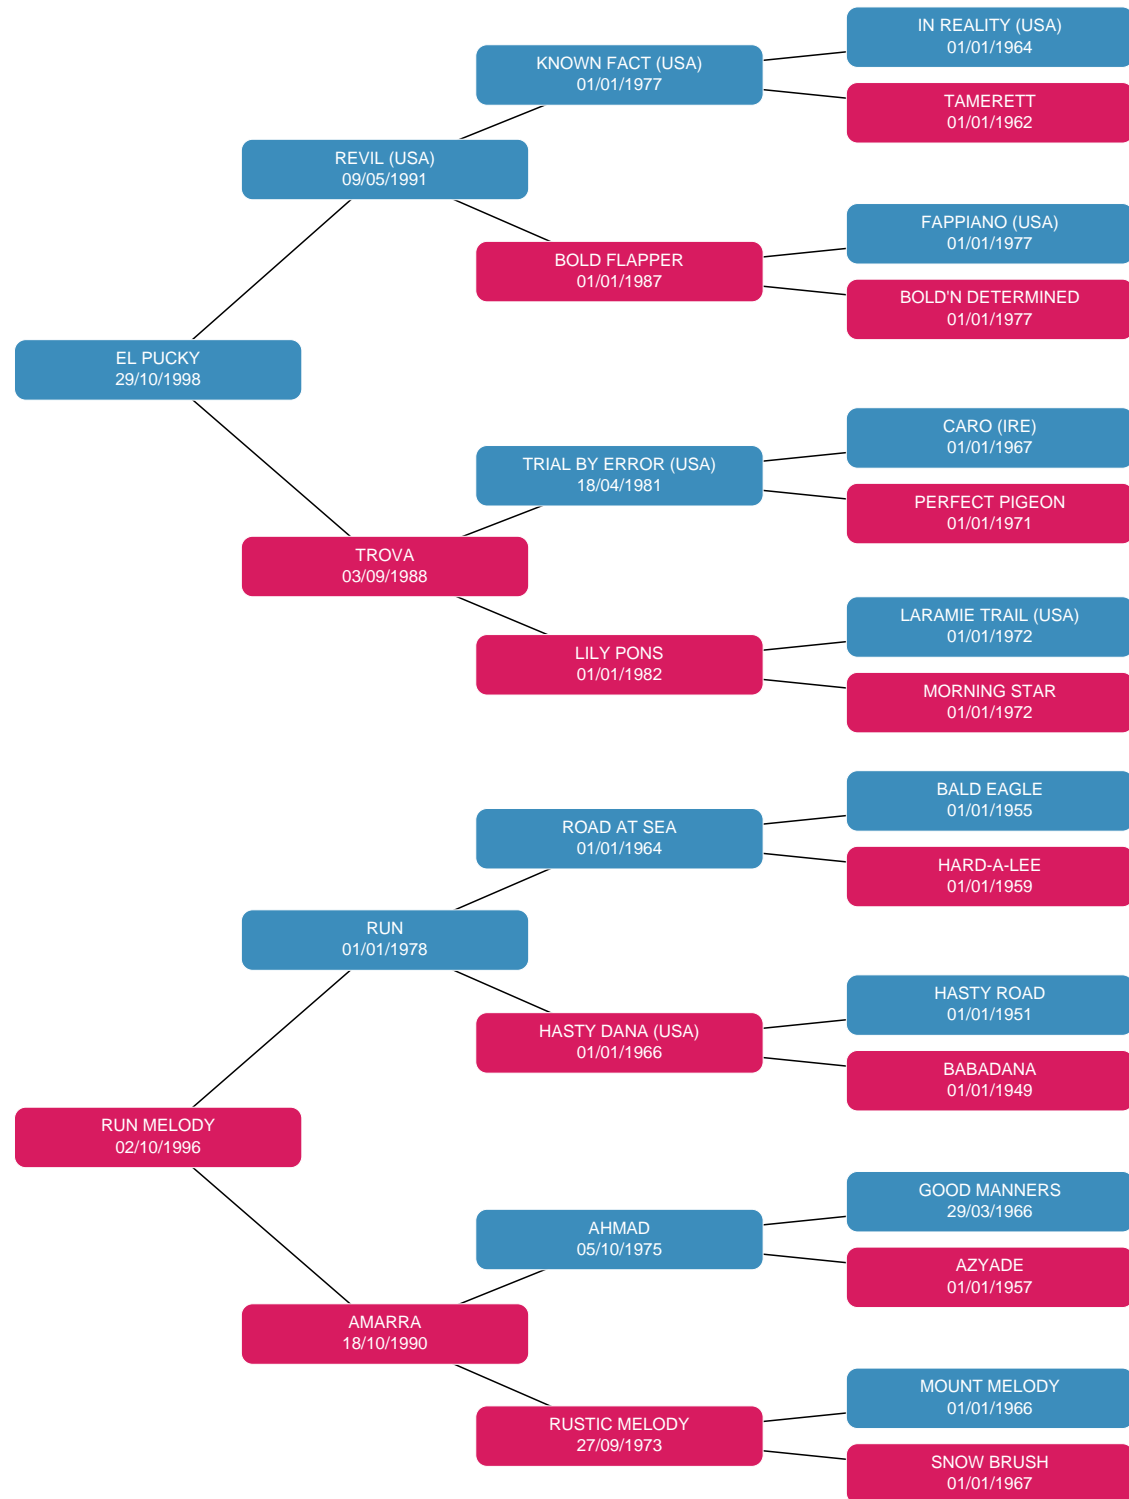 IN REALITY (USA)
01/01/1964
KNOWN FACT (USA)
01/01/1977
TAMERETT
01/01/1962
REVIL (USA)
09/05/1991
FAPPIANO (USA)
01/01/1977
BOLD FLAPPER
01/01/1987
BOLD'N DETERMINED
01/01/1977
EL PUCKY
29/10/1998
CARO (IRE)
01/01/1967
TRIAL BY ERROR (USA)
18/04/1981
PERFECT PIGEON
01/01/1971
TROVA
03/09/1988
LARAMIE TRAIL (USA)
01/01/1972
LILY PONS
01/01/1982
MORNING STAR
01/01/1972
BALD EAGLE
01/01/1955
ROAD AT SEA
01/01/1964
HARD-A-LEE
01/01/1959
RUN
01/01/1978
HASTY ROAD
01/01/1951
HASTY DANA (USA)
01/01/1966
BABADANA
01/01/1949
RUN MELODY
02/10/1996
GOOD MANNERS
29/03/1966
AHMAD
05/10/1975
AZYADE
01/01/1957
AMARRA
18/10/1990
MOUNT MELODY
01/01/1966
RUSTIC MELODY
27/09/1973
SNOW BRUSH
01/01/1967